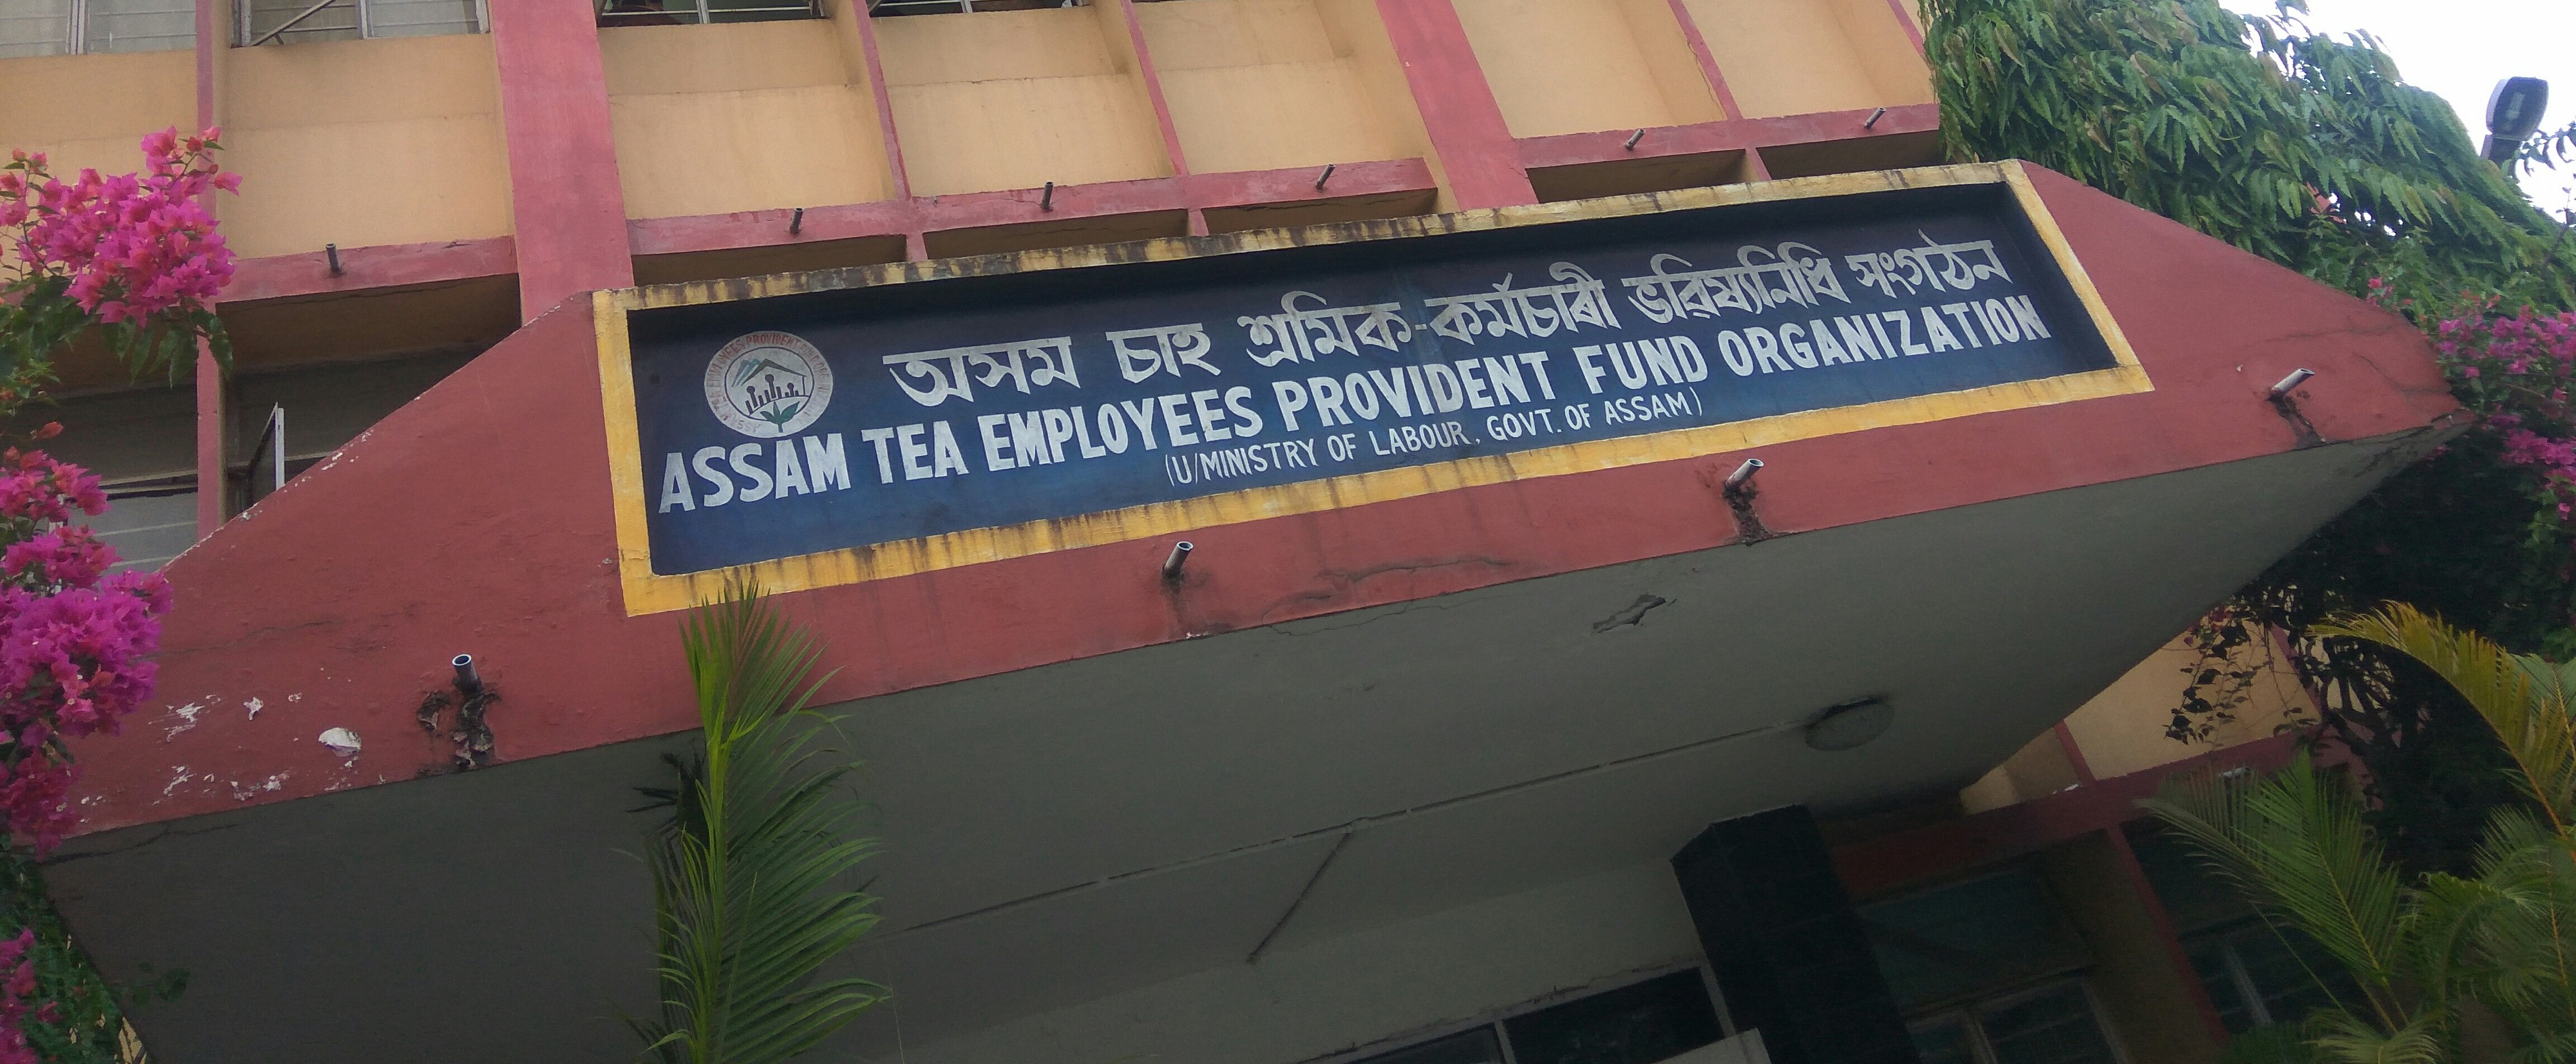 অসম চাহ শ্ৰমিক-কৰ্মচাৰী ভৱিষ্যনিধি সংগঠন
ASSAM TEA EMPLOYEES PROVIDENT FUND ORGANIZATION
(U/MINISTRY OF LABOUR, GOVT. OF ASSAM)